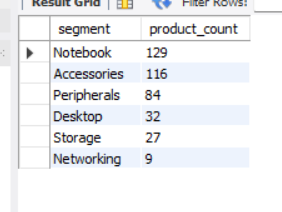 Result Grid Filter Rows:
segment product_count
Notebook 129
Accessories 116
Peripherals 84
Desktop 32
Storage 27
Networking 9